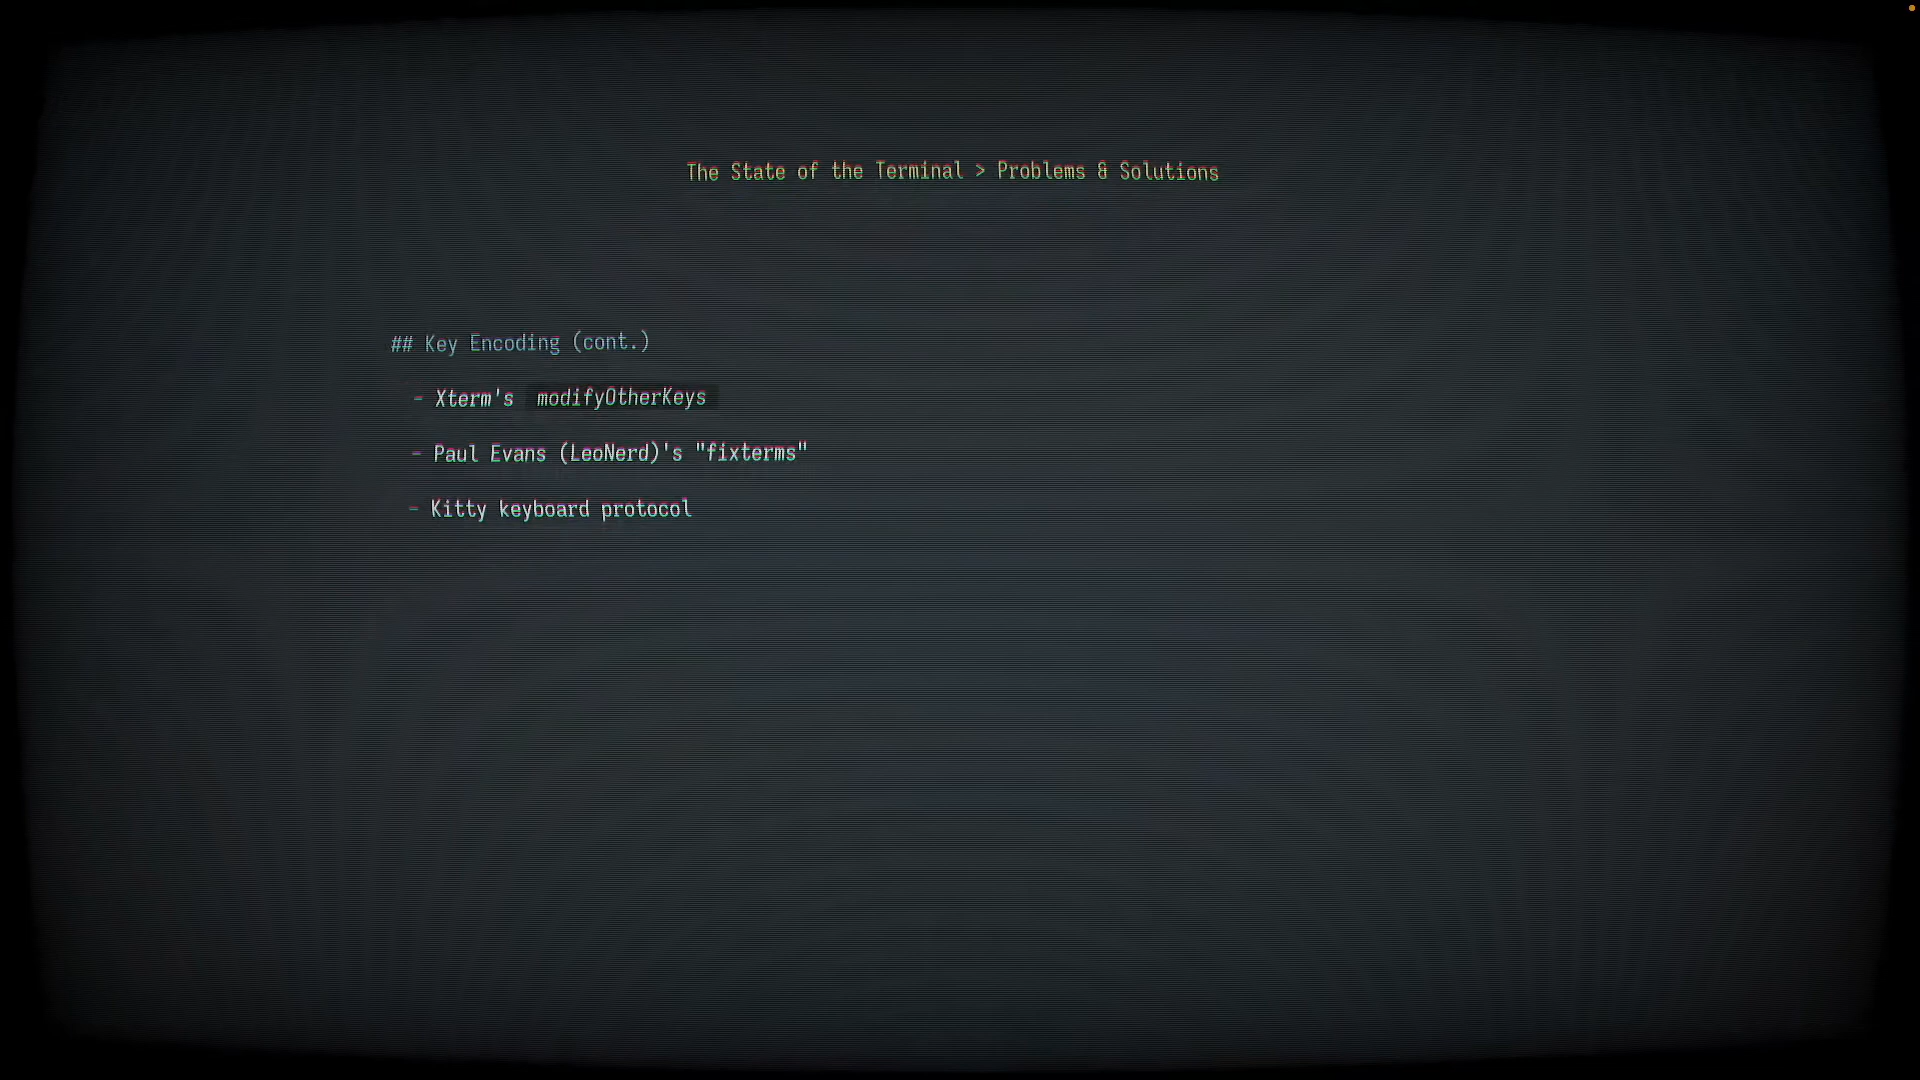 The State of the Terminal > Problems & Solutions
## Key Encoding (cont.)
- Xterm's modifyOtherKeys
- Paul Evans (LeoNerd)'s "fixterms"
- Kitty keyboard protocol